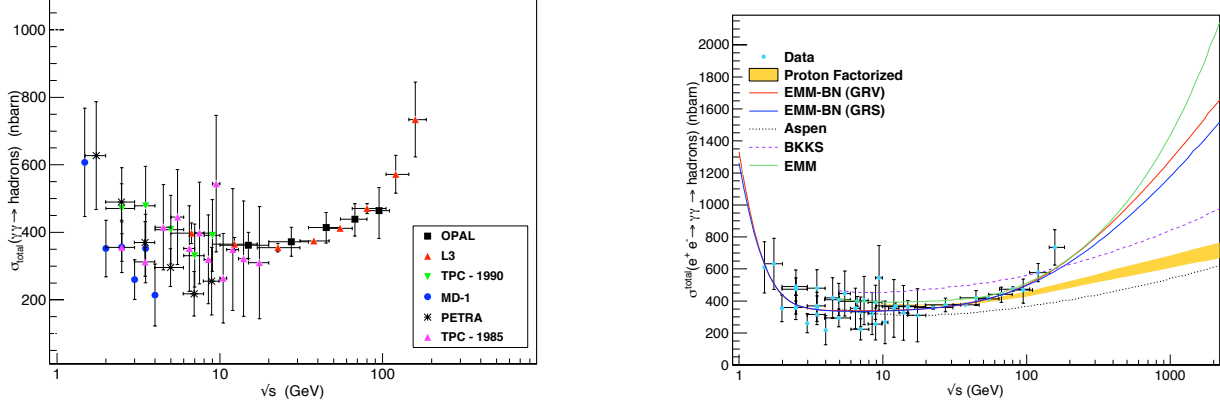 1000
800
600
400
200
σ_total(γγ→ hadrons) (nbarn)
OPAL
L3
TPC - 1990
MD-1
PETRA
TPC - 1985
1 10 100
√s (GeV)
2000
1800
1600
1400
1200
1000
800
600
400
200
0
σ^total(e⁺ e⁻→ γγ → hadrons) (nbarn)
Data
Proton Factorized
EMM-BN (GRV)
EMM-BN (GRS)
Aspen
BKKS
EMM
1 10 100 1000
√s (GeV)